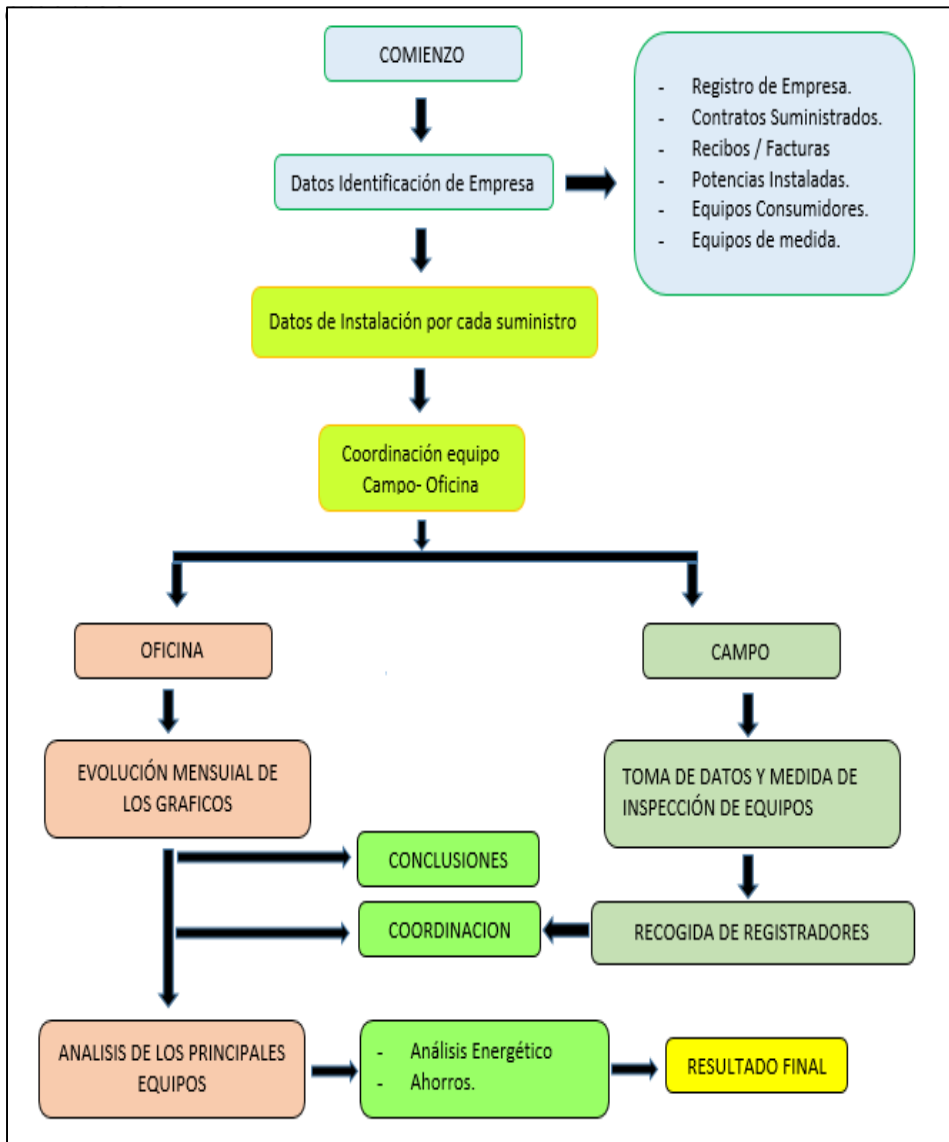 COMIENZO
- Registro de Empresa.
- Contratos Suministrados.
- Recibos / Facturas
- Potencias Instaladas.
- Equipos Consumidores.
- Equipos de medida.
Datos Identificación de Empresa
Datos de Instalación por cada suministro
Coordinación equipo
Campo- Oficina
OFICINA
CAMPO
EVOLUCIÓN MENSUIAL DE
LOS GRAFICOS
TOMA DE DATOS Y MEDIDA DE
INSPECCIÓN DE EQUIPOS
CONCLUSIONES
COORDINACION
RECOGIDA DE REGISTRADORES
ANALISIS DE LOS PRINCIPALES
EQUIPOS
- Análisis Energético
- Ahorros.
RESULTADO FINAL